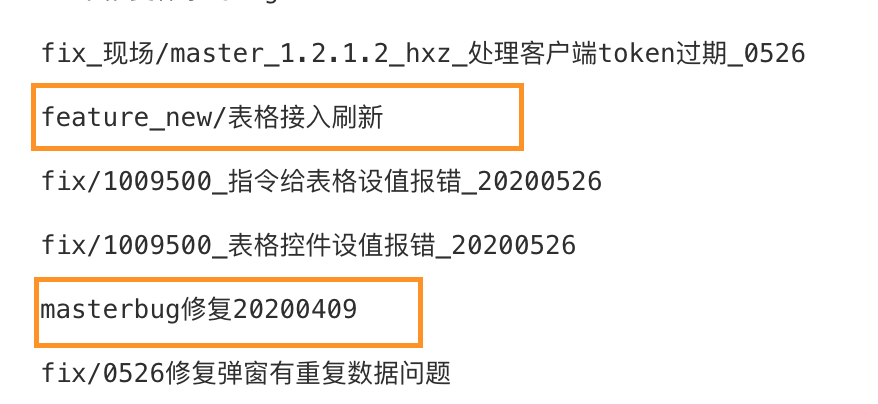 fix_现场/master_1.2.1.2_hxz_处理客户端token过期_0526
feature_new/表格接入刷新
fix/1009500_指令给表格设值报错_20200526
fix/1009500_表格控件设值报错_20200526
masterbug修复20200409
fix/0526修复弹窗有重复数据问题